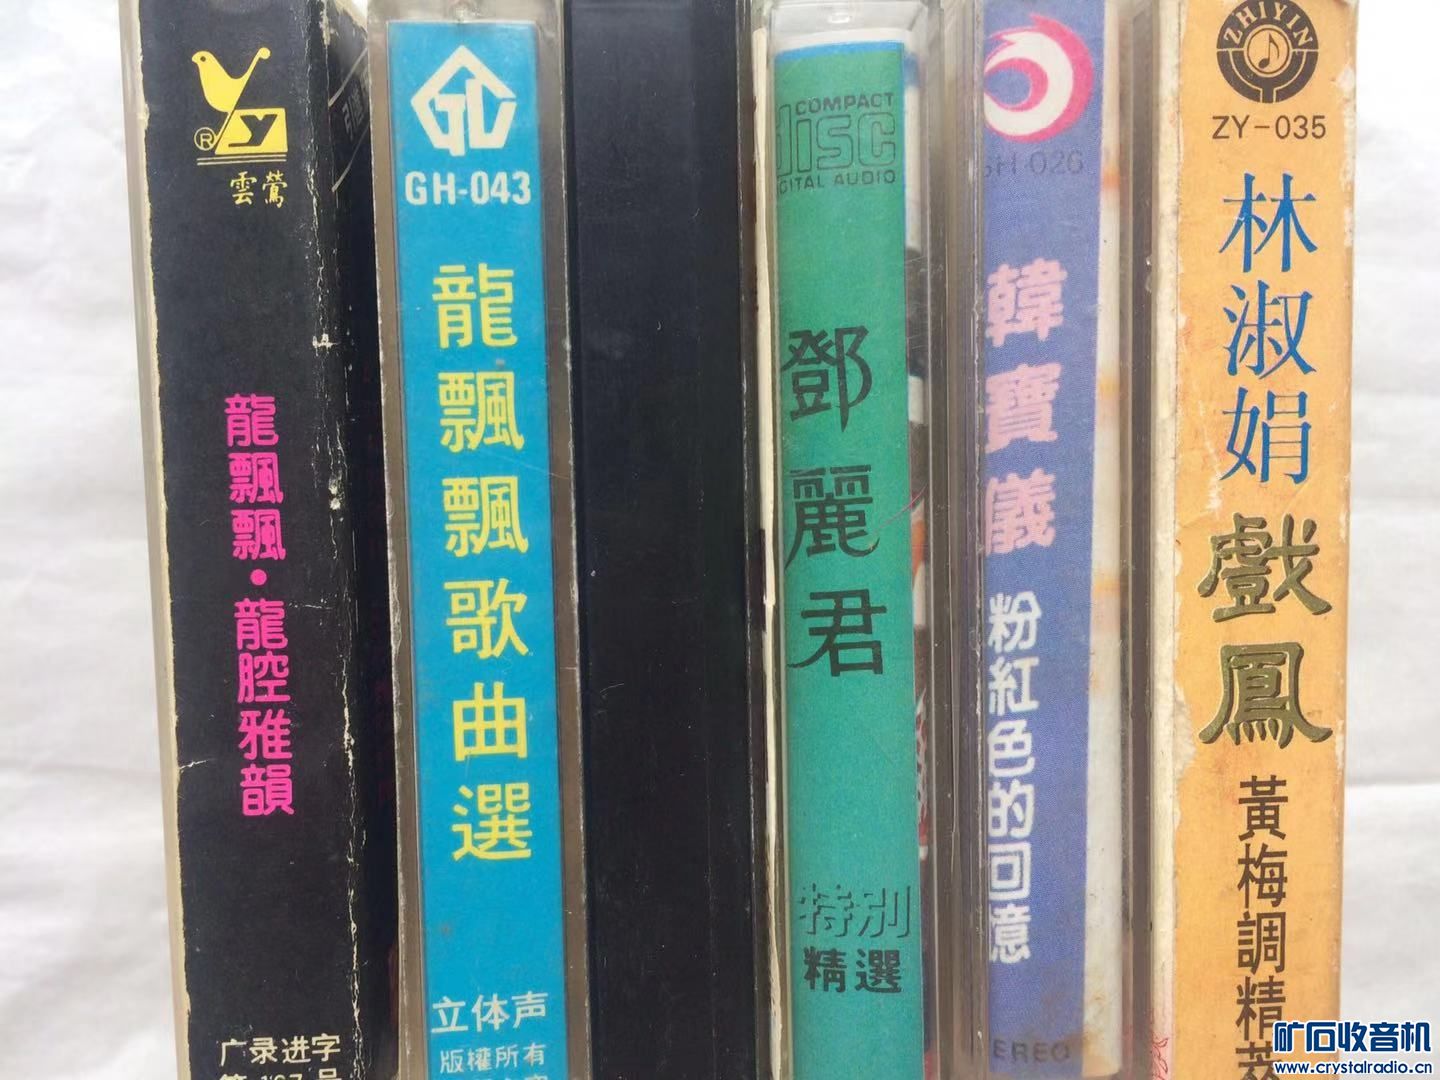 雲鶯
龍飄飄·龍腔雅韻
广录进字
GH-043
龍飄飄歌曲選
立体声
版權所有
COMPACT
disc
DIGITAL AUDIO
鄧麗君
特别
精選
GH-026
韓寶儀
粉紅色的回憶
STEREO
ZHIYIN
ZY-035
林淑娟
戲鳳
黃梅調精萃
矿石收音机
www.crystalradio.cn